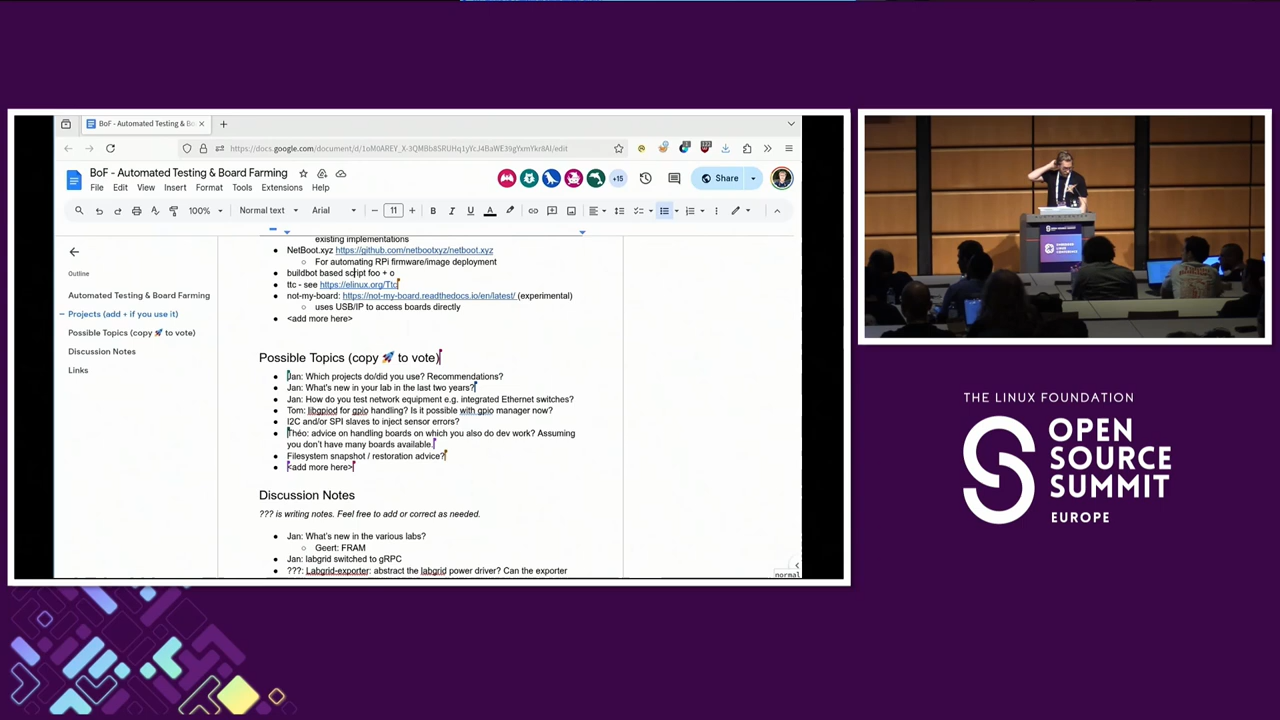 BoF - Automated Testing & Bo
https://docs.google.com/document/d/1oM0AREY_X-3QMBb8SRUHq1yYcJ4BaWE39gYxmYkr8AI/edit
BoF - Automated Testing & Board Farming
File Edit View Insert Format Tools Extensions Help
+15
Share
100%
Normal text
Arial
11
Outline
Automated Testing & Board Farming
Projects (add + if you use it)
Possible Topics (copy 🚀 to vote)
Discussion Notes
Links
existing implementations
NetBoot.xyz https://github.com/netbootxyz/netboot.xyz
For automating RPi firmware/image deployment
buildbot based script foo + o
ttc - see https://elinux.org/Ttc
not-my-board: https://not-my-board.readthedocs.io/en/latest/ (experimental)
uses USB/IP to access boards directly
<add more here>
Possible Topics (copy 🚀 to vote)
Jan: Which projects do/did you use? Recommendations?
Jan: What's new in your lab in the last two years?
Jan: How do you test network equipment e.g. integrated Ethernet switches?
Tom: libgpiod for gpio handling? Is it possible with gpio manager now?
I2C and/or SPI slaves to inject sensor errors?
Théo: advice on handling boards on which you also do dev work? Assuming
you don't have many boards available.
Filesystem snapshot / restoration advice?
<add more here>
Discussion Notes
??? is writing notes. Feel free to add or correct as needed.
Jan: What's new in the various labs?
Geert: FRAM
Jan: labgrid switched to gRPC
???: Labgrid-exporter: abstract the labgrid power driver? Can the exporter
normal
THE LINUX FOUNDATION
OPEN
SOURCE
SUMMIT
EUROPE